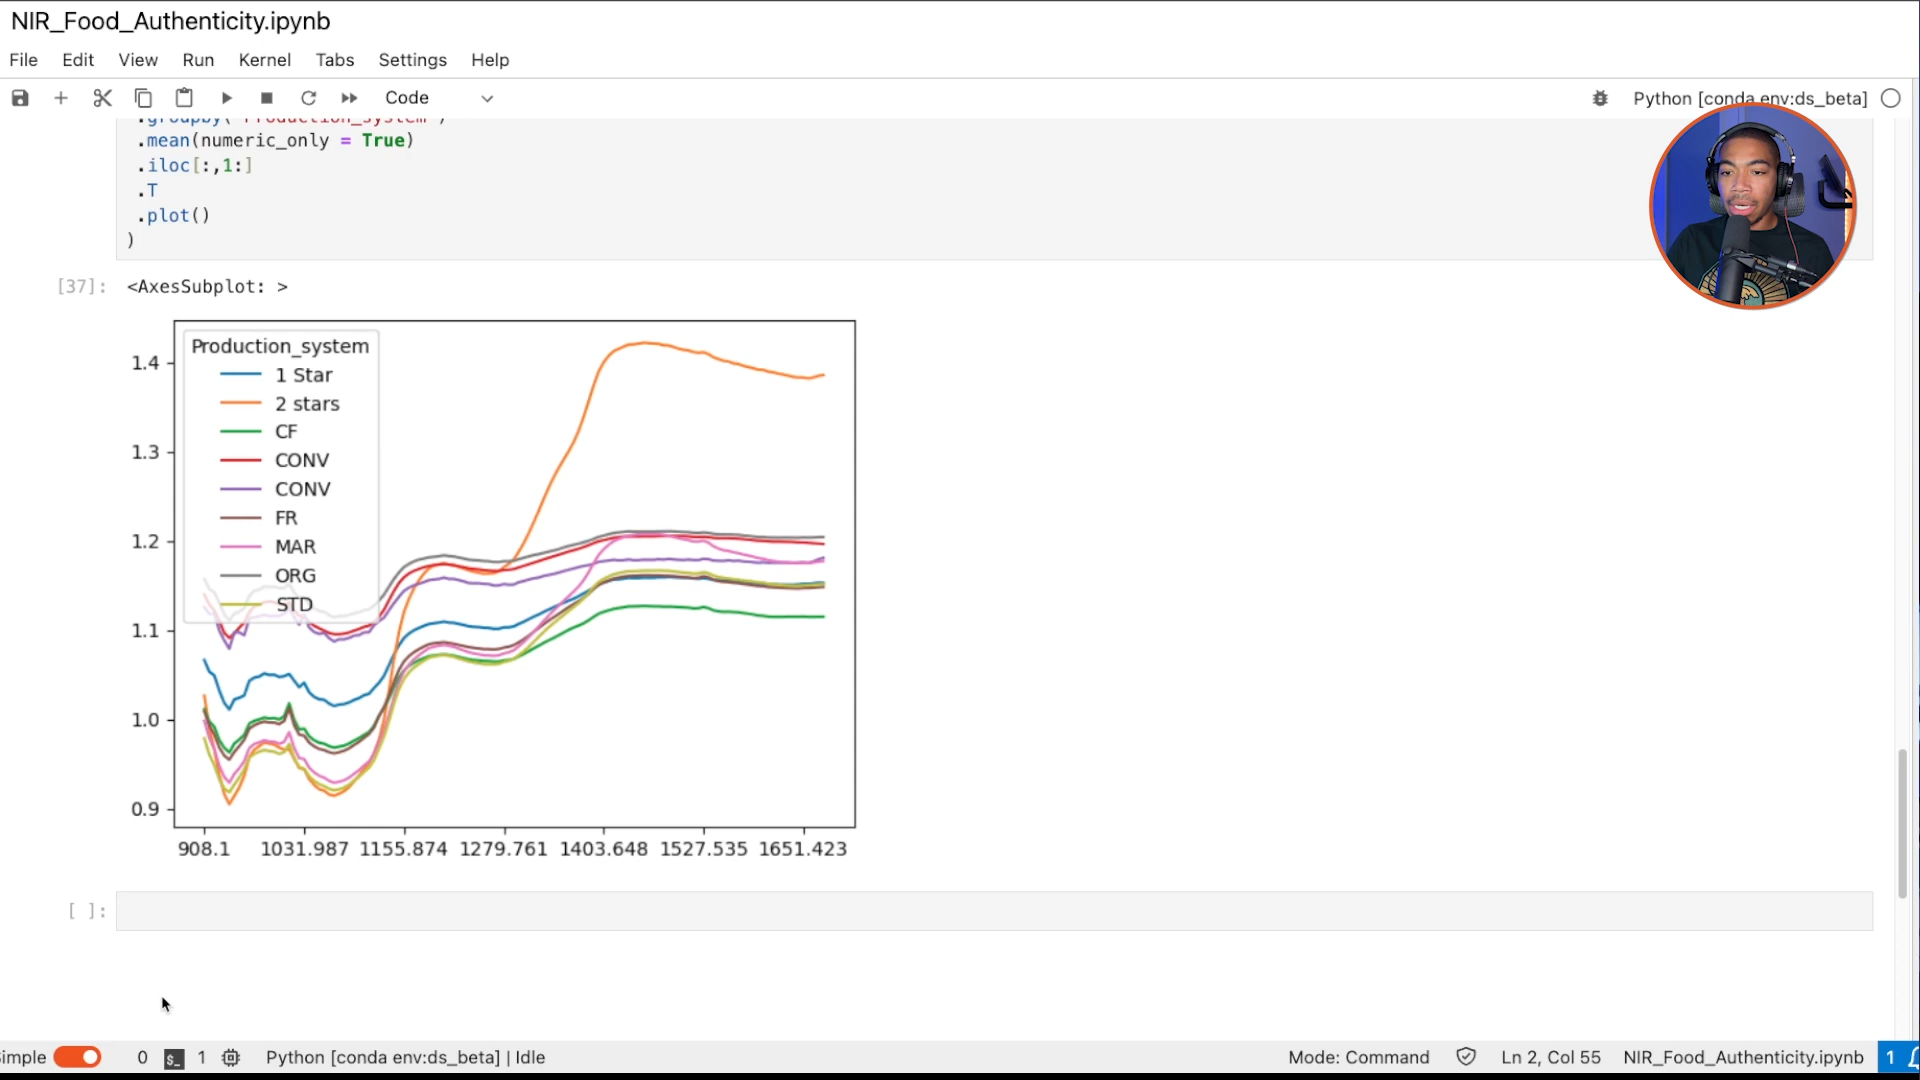 NIR_Food_Authenticity.ipynb
File Edit View Run Kernel Tabs Settings Help
Code
Python [conda env:ds_beta]
.groupby("Production_system")
.mean(numeric_only = True)
.iloc[:,1:]
.T
.plot()
)
[37]: <AxesSubplot: >
Production_system
1 Star
2 stars
CF
CONV
CONV
FR
MAR
ORG
STD
1.4
1.3
1.2
1.1
1.0
0.9
908.1 1031.987 1155.874 1279.761 1403.648 1527.535 1651.423
[ ]:
imple 0 $_ 1 Python [conda env:ds_beta] | Idle Mode: Command Ln 2, Col 55 NIR_Food_Authenticity.ipynb 1